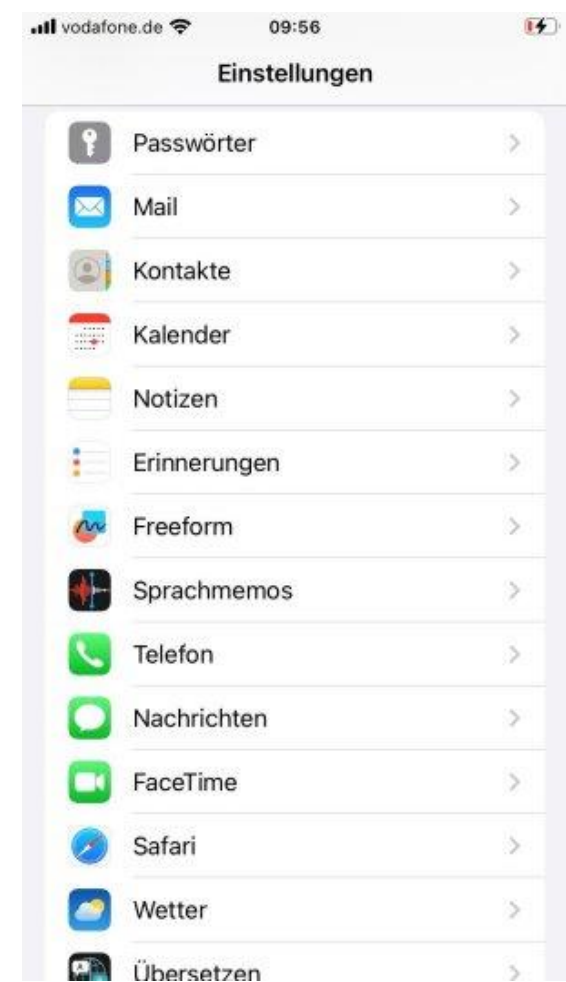 vodafone.de 09:56
Einstellungen
Passwörter
Mail
Kontakte
Kalender
Notizen
Erinnerungen
Freeform
Sprachmemos
Telefon
Nachrichten
FaceTime
Safari
Wetter
Übersetzen